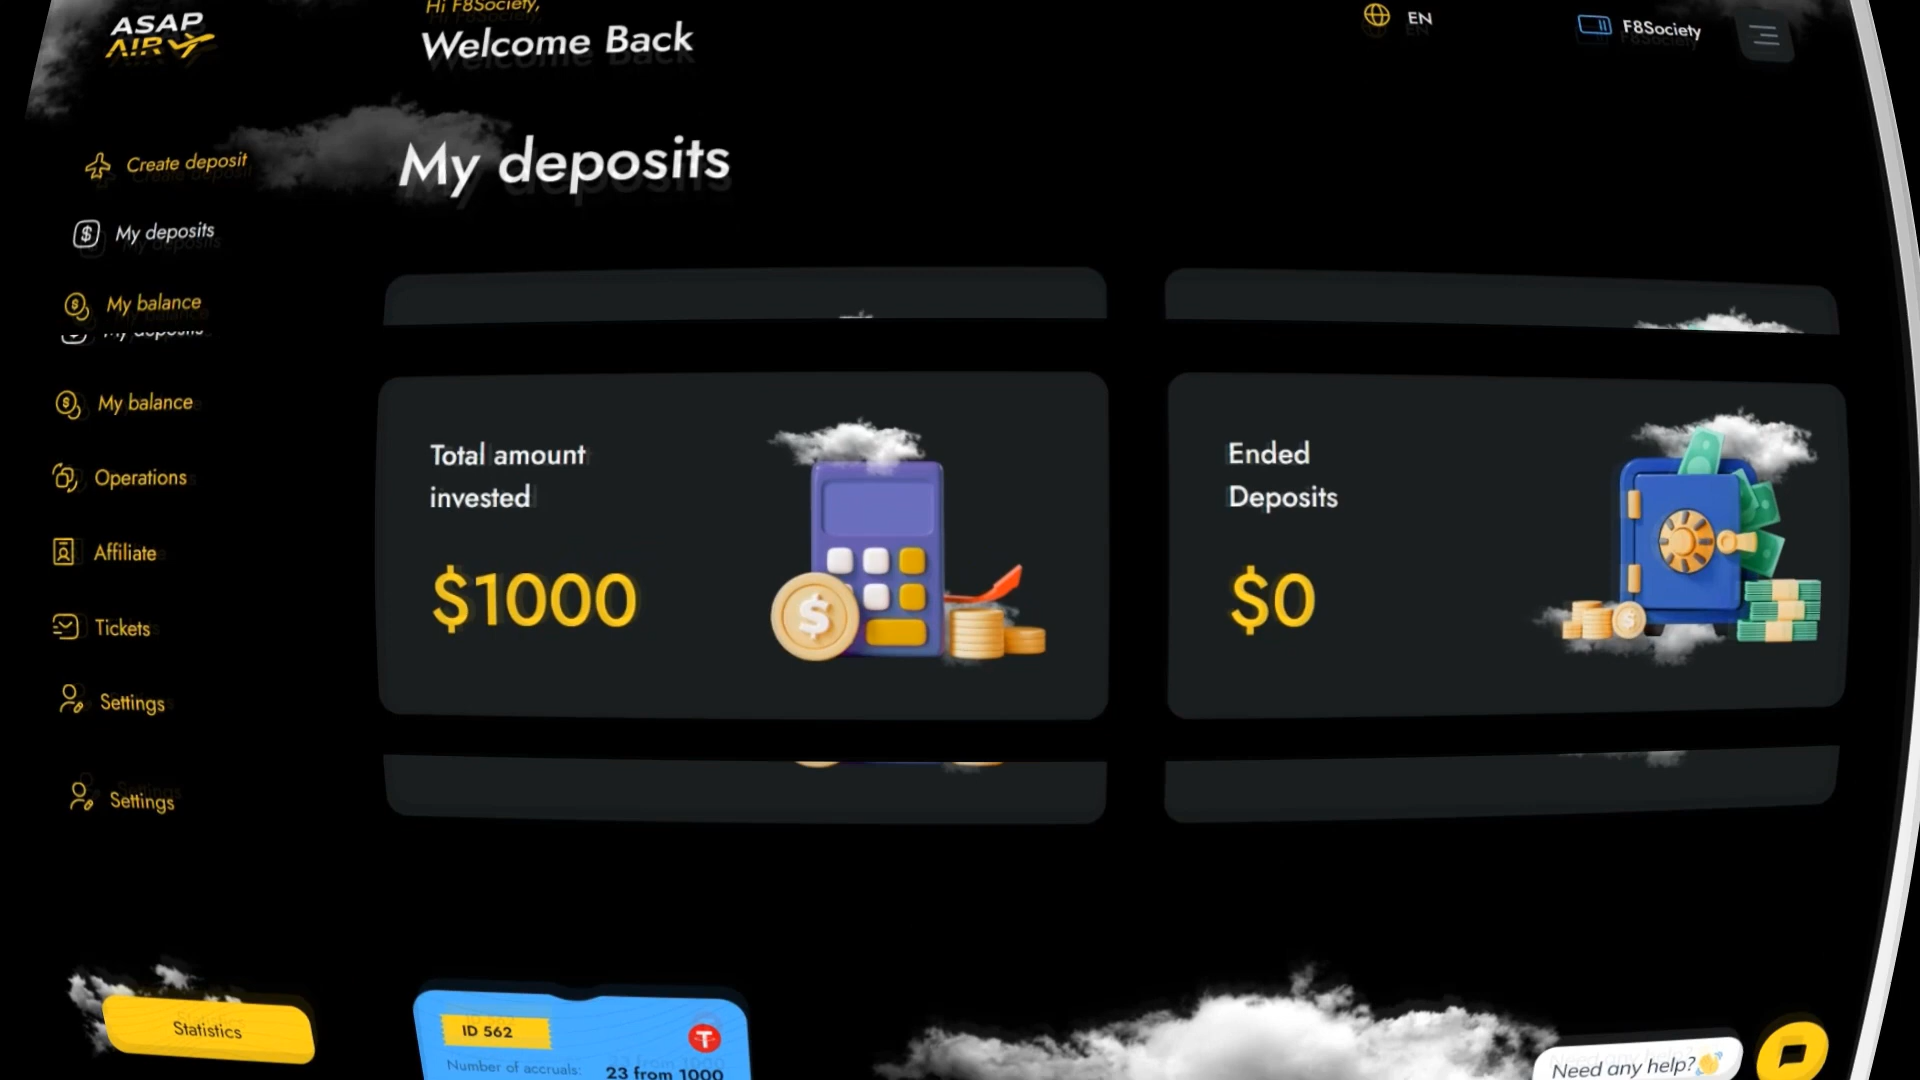 ASAP
AIR
Hi F8Society,
Welcome Back
EN
F8Society
My deposits
Create deposit
My deposits
My balance
My deposits
My balance
Operations
Affiliate
Tickets
Settings
Settings
Total amount
invested
$1000
Ended
Deposits
$0
Statistics
ID 562
Number of accruals:
23 from 1000
Need any help?